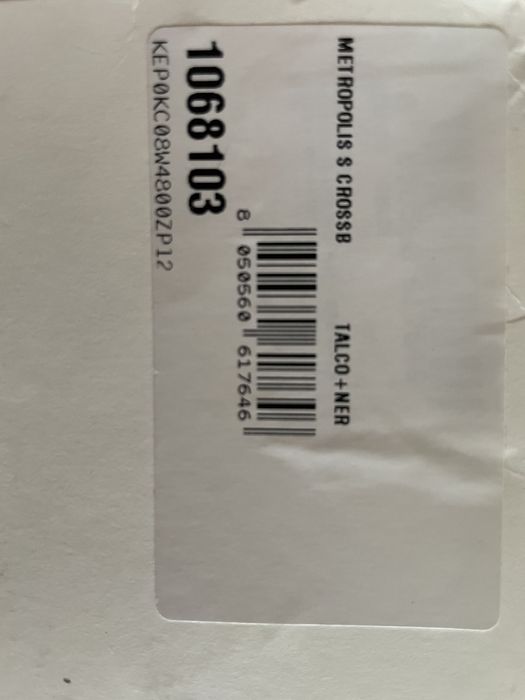 METROPOLIS S CROSSB TALCO+NER
8 050560 617646
1068103
KEP0KC08W4800ZP12